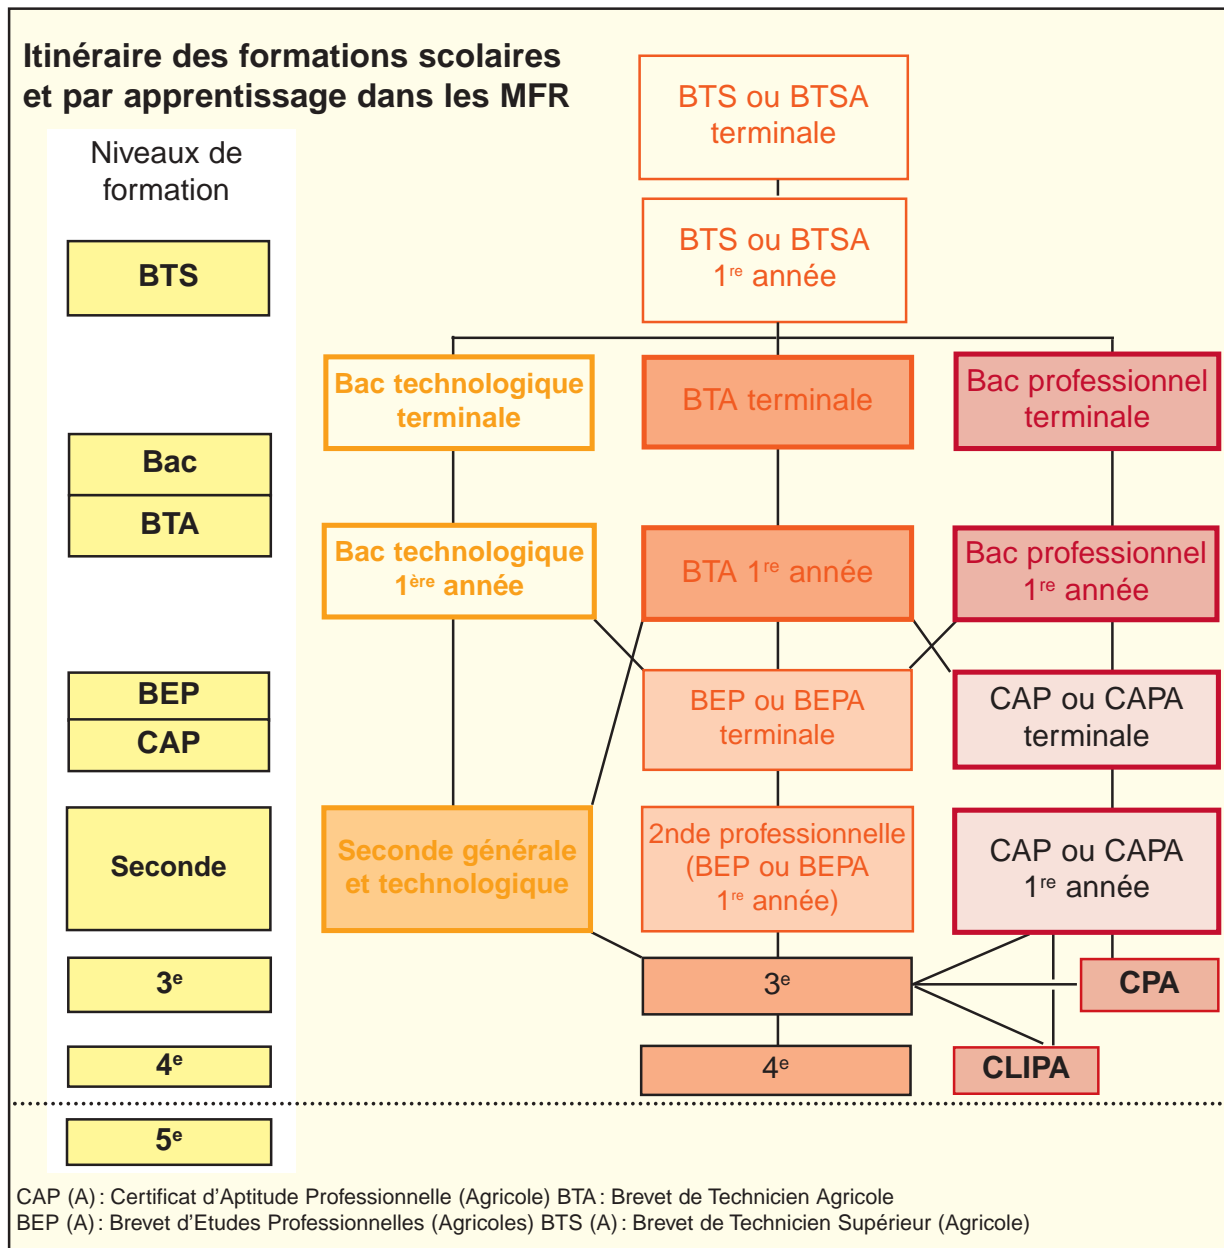 Itinéraire des formations scolaires
et par apprentissage dans les MFR
Niveaux de
formation
BTS
Bac
BTA
BEP
CAP
Seconde
3e
4e
5e
BTS ou BTSA
terminale
BTS ou BTSA
1re année
Bac technologique
terminale
BTA terminale
Bac professionnel
terminale
Bac technologique
1ère année
BTA 1re année
Bac professionnel
1re année
BEP ou BEPA
terminale
CAP ou CAPA
terminale
Seconde générale
et technologique
2nde professionnelle
(BEP ou BEPA
1re année)
CAP ou CAPA
1re année
3e
CPA
4e
CLIPA
CAP (A) : Certificat d’Aptitude Professionnelle (Agricole) BTA : Brevet de Technicien Agricole
BEP (A) : Brevet d’Etudes Professionnelles (Agricoles) BTS (A) : Brevet de Technicien Supérieur (Agricole)